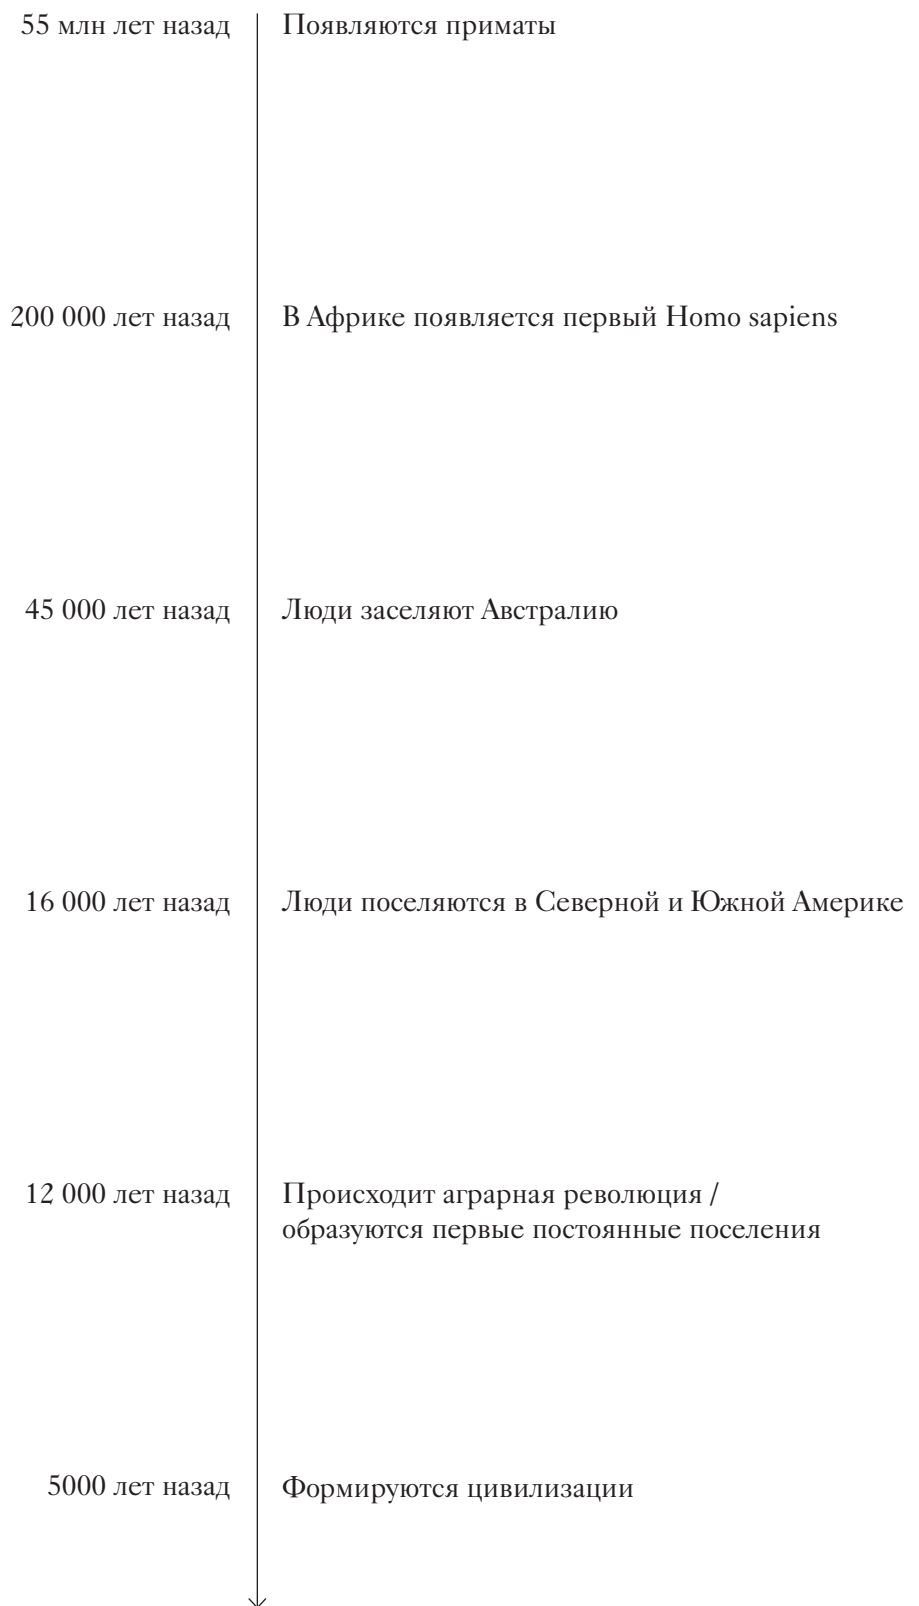 55 млн лет назад Появляются приматы
200 000 лет назад В Африке появляется первый Homo sapiens
45 000 лет назад Люди заселяют Австралию
16 000 лет назад Люди поселяются в Северной и Южной Америке
12 000 лет назад Происходит аграрная революция /
образуются первые постоянные поселения
5000 лет назад Формируются цивилизации